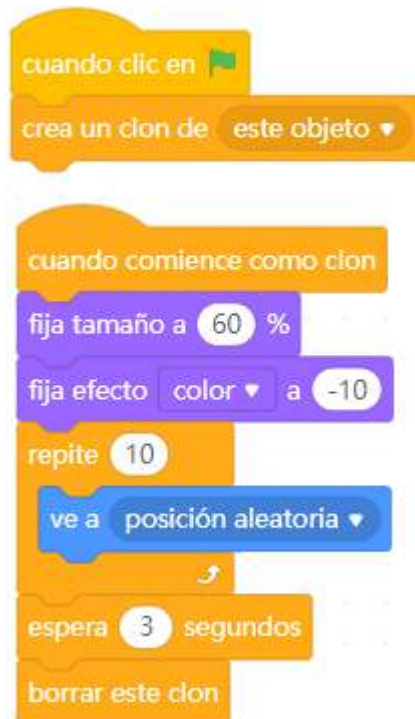 cuando clic en
crea un clon de este objeto
cuando comience como clon
fija tamaño a 60 %
fija efecto color a -10
repite 10
ve a posición aleatoria
espera 3 segundos
borrar este clon